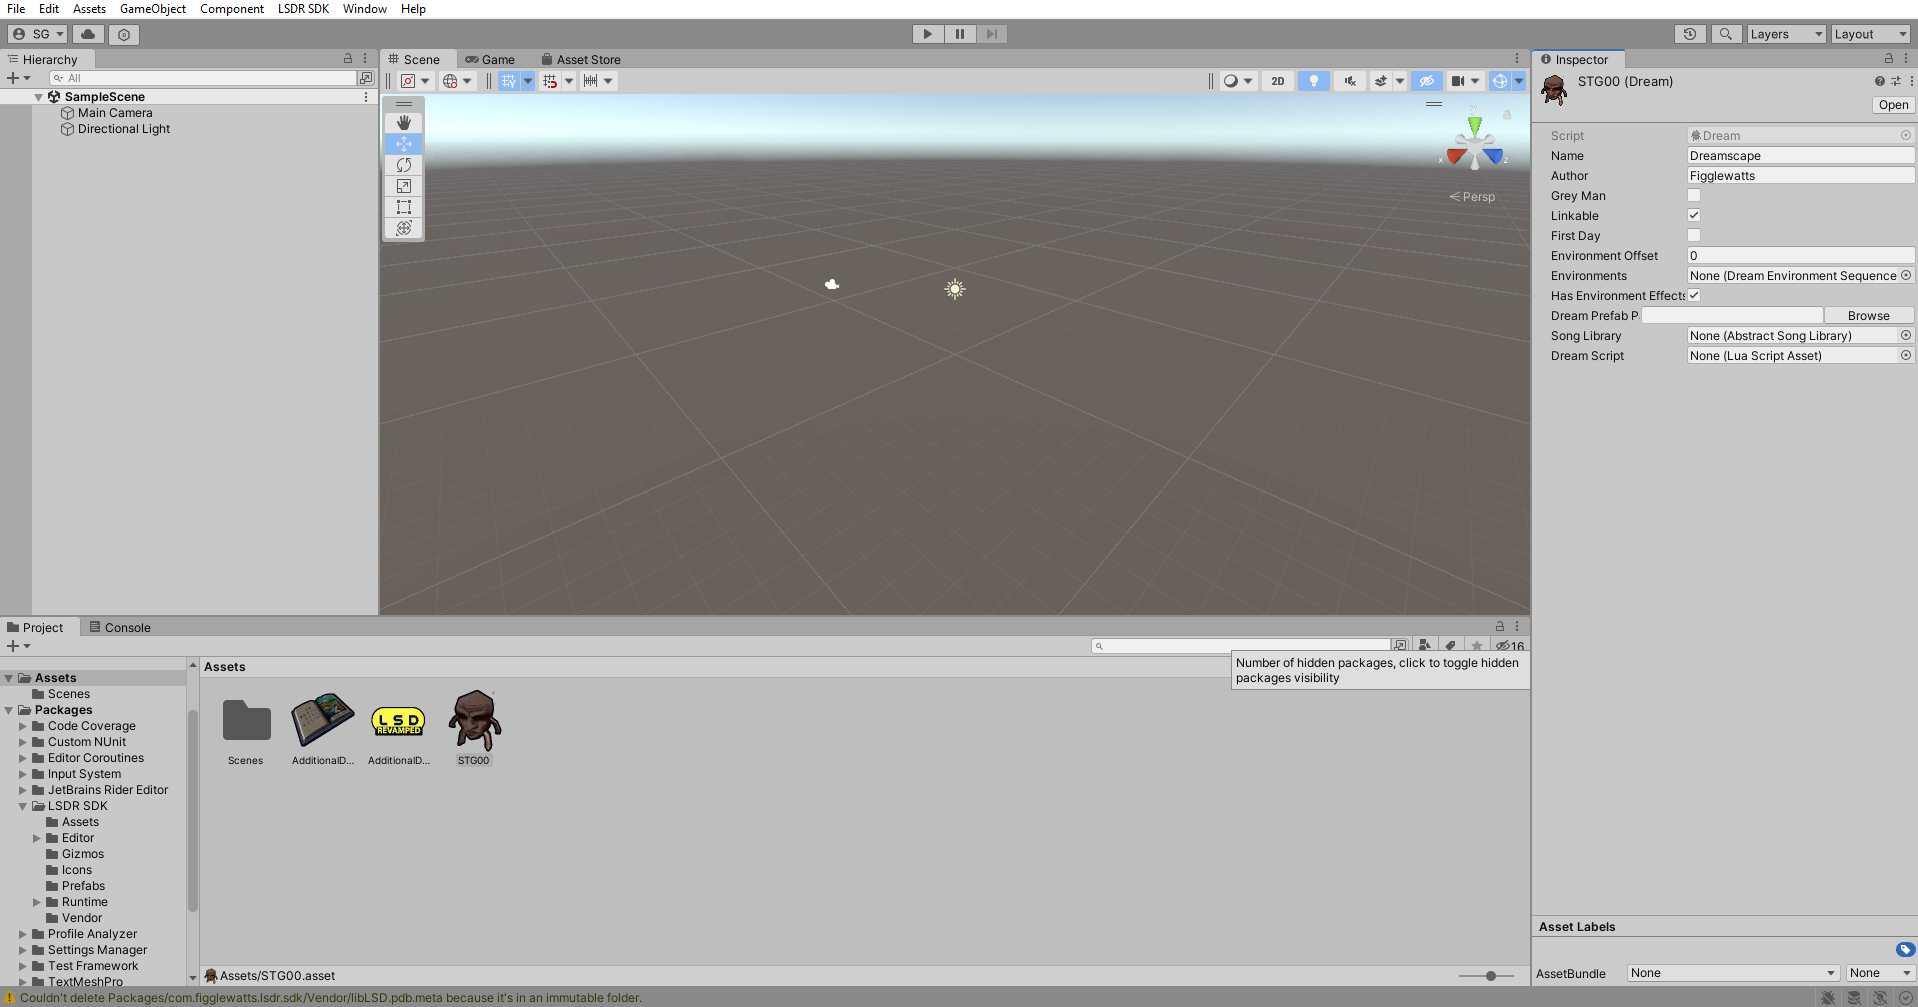 File Edit Assets GameObject Component LSDR SDK Window Help
SG Layers Layout
Hierarchy
All
SampleScene
Main Camera
Directional Light
Scene Game Asset Store
2D
Y
X Z
Persp
Inspector
STG00 (Dream)
Open
Script Dream
Name Dreamscape
Author Figglewatts
Grey Man
Linkable
First Day
Environment Offset 0
Environments None (Dream Environment Sequence
Has Environment Effects
Dream Prefab P Browse
Song Library None (Abstract Song Library)
Dream Script None (Lua Script Asset)
Project Console
16
Number of hidden packages, click to toggle hidden
packages visibility
Assets
Scenes
Packages
Code Coverage
Custom NUnit
Editor Coroutines
Input System
JetBrains Rider Editor
LSDR SDK
Assets
Editor
Gizmos
Icons
Prefabs
Runtime
Vendor
Profile Analyzer
Settings Manager
Test Framework
TextMeshPro
Assets
LSD
REVAMPED
Scenes AdditionalD... AdditionalD... STG00
Assets/STG00.asset
Asset Labels
AssetBundle None None
Couldn't delete Packages/com.figglewatts.lsdr.sdk/Vendor/libLSD.pdb.meta because it's in an immutable folder.